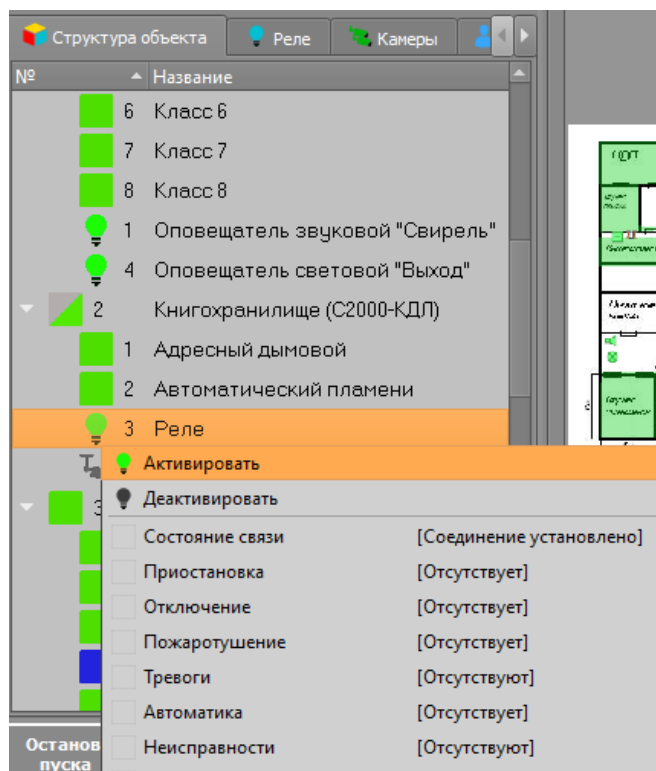 Структура объекта Реле Камеры
№ Название
6 Класс 6
7 Класс 7
8 Класс 8
1 Оповещатель звуковой "Свирель"
4 Оповещатель световой "Выход"
2 Книгохранилище (С2000-КДЛ)
1 Адресный дымовой
2 Автоматический пламени
3 Реле
Активировать
Деактивировать
3
Состояние связи [Соединение установлено]
Приостановка [Отсутствует]
Отключение [Отсутствует]
Пожаротушение [Отсутствует]
Тревоги [Отсутствуют]
Автоматика [Отсутствует]
Неисправности [Отсутствуют]
Останов
пуска